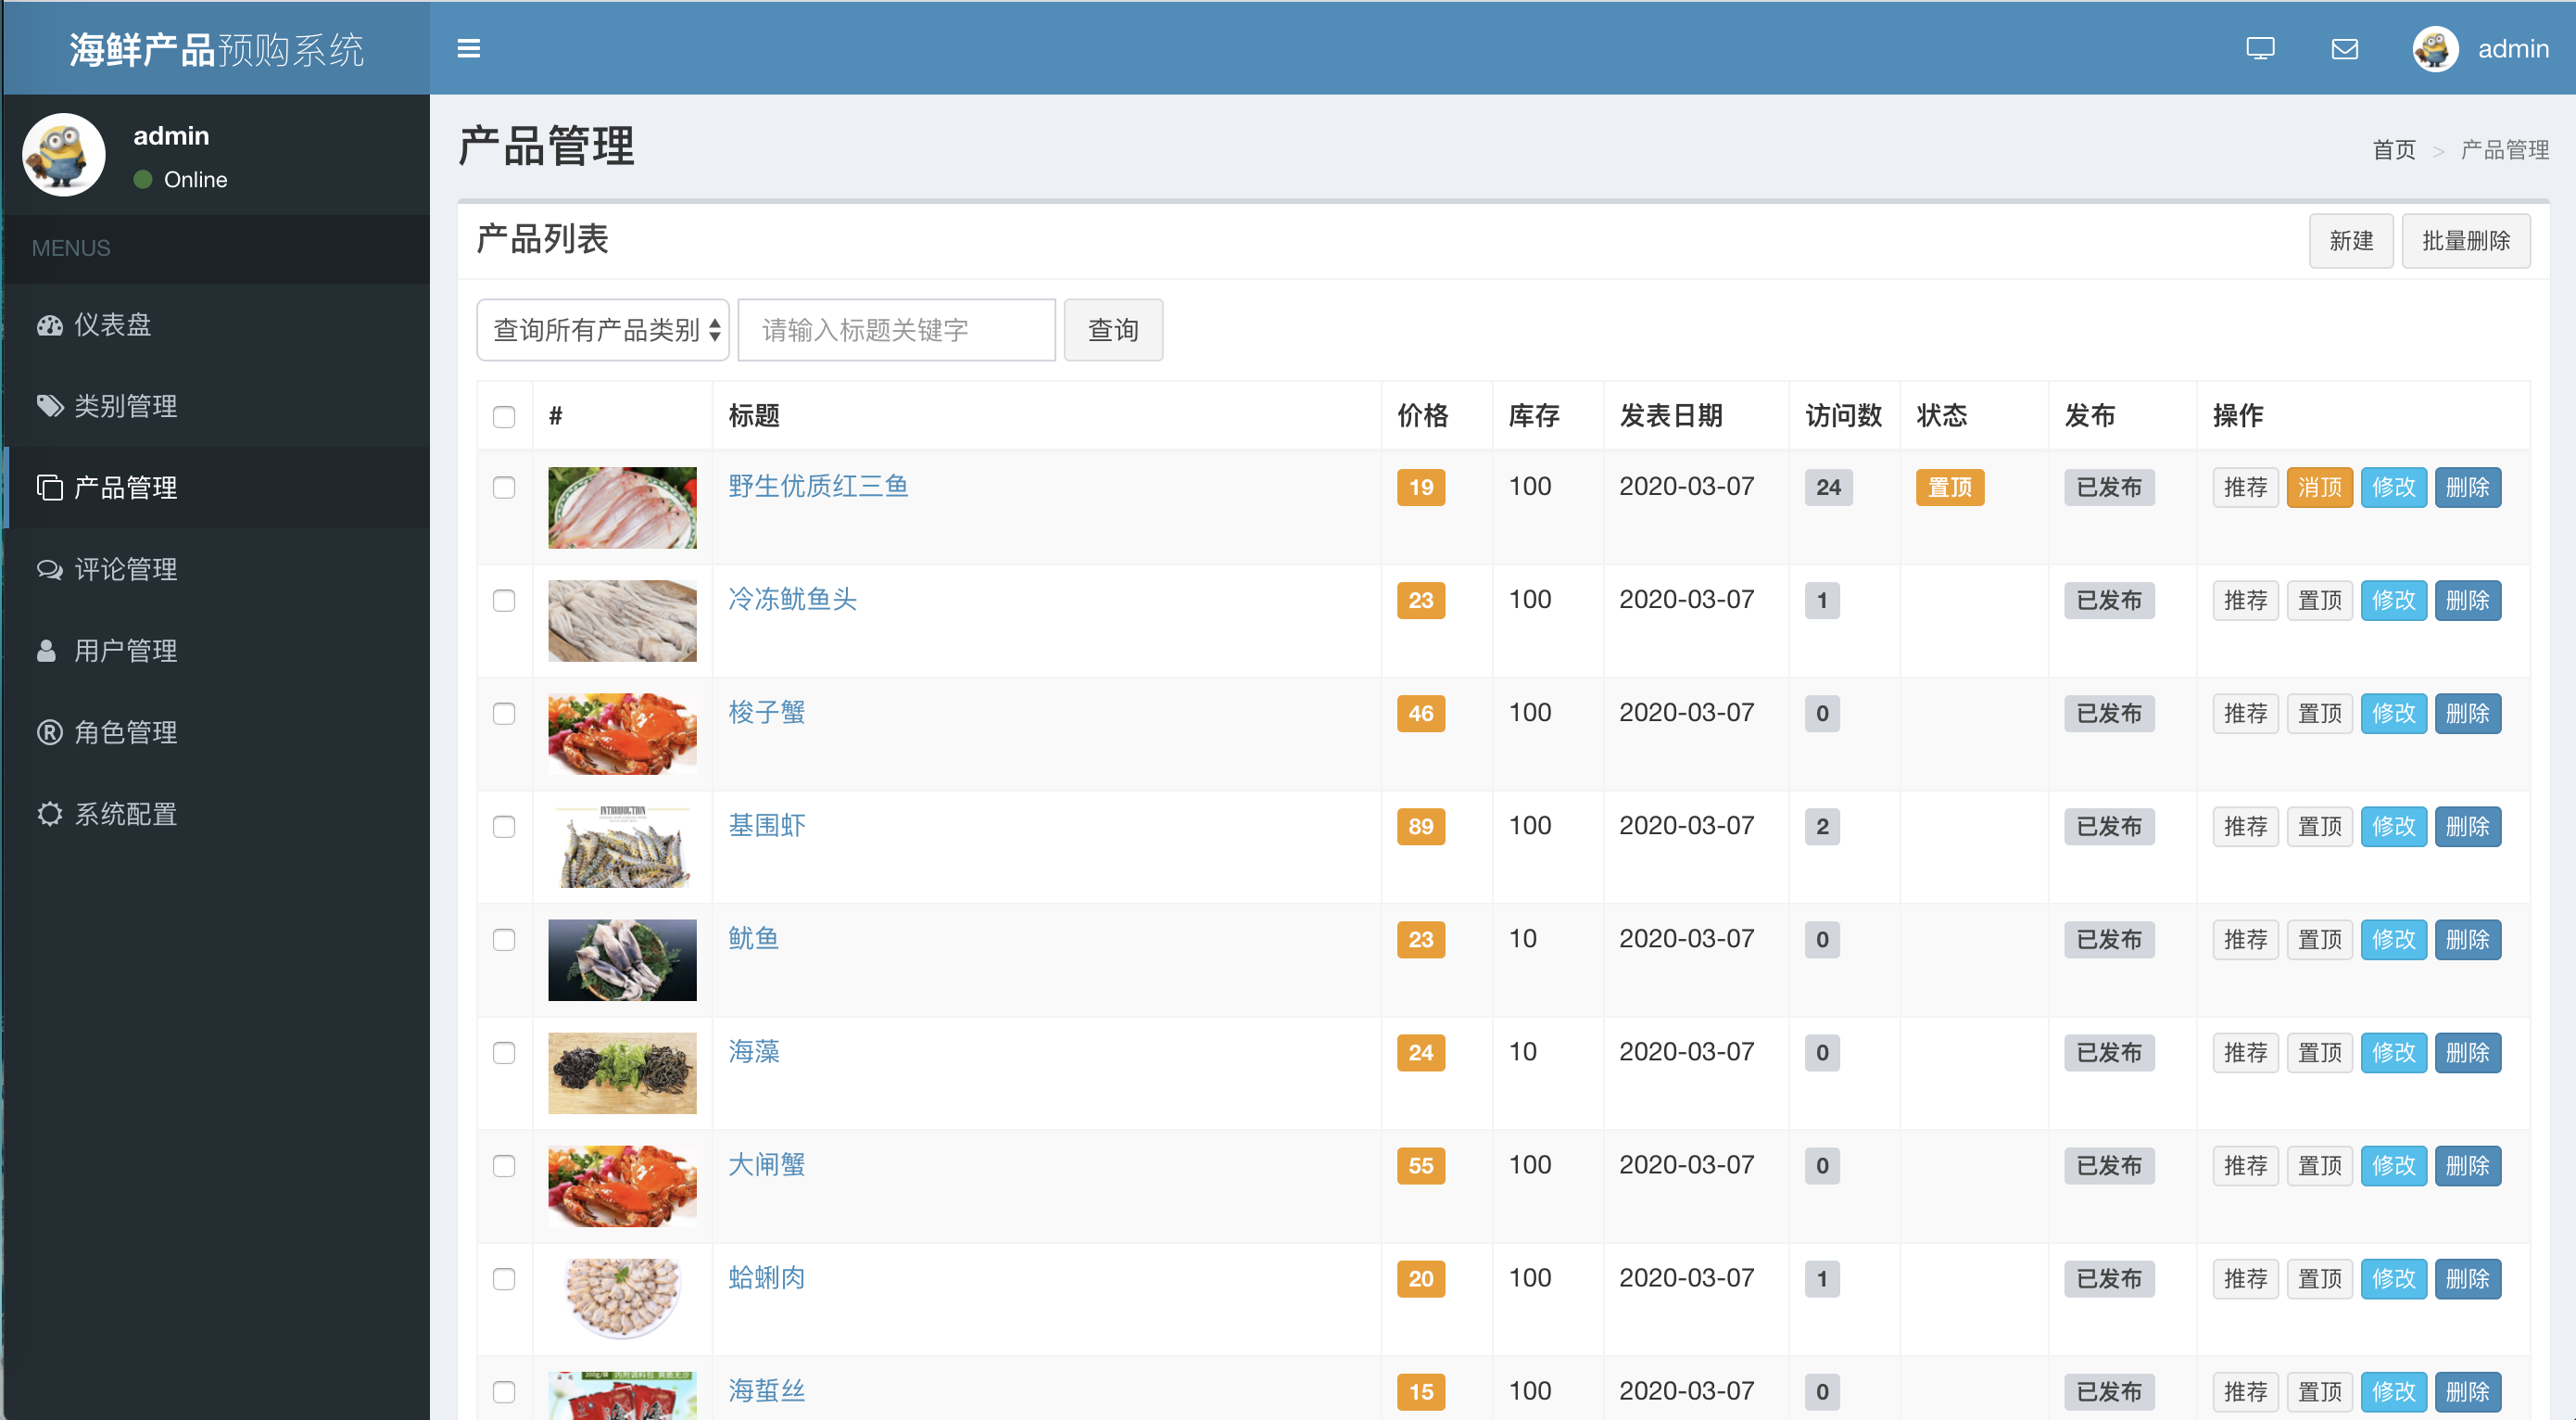 海鲜产品预购系统
admin
admin
Online
MENUS
仪表盘
类别管理
产品管理
评论管理
用户管理
角色管理
系统配置
产品管理
首页 > 产品管理
产品列表
新建 批量删除
查询所有产品类别 请输入标题关键字 查询
# 标题 价格 库存 发表日期 访问数 状态 发布 操作
野生优质红三鱼 19 100 2020-03-07 24 置顶 已发布 推荐 消顶 修改 删除
冷冻鱿鱼头 23 100 2020-03-07 1 已发布 推荐 置顶 修改 删除
梭子蟹 46 100 2020-03-07 0 已发布 推荐 置顶 修改 删除
INTRODUCTION
基围虾 89 100 2020-03-07 2 已发布 推荐 置顶 修改 删除
鱿鱼 23 10 2020-03-07 0 已发布 推荐 置顶 修改 删除
海藻 24 10 2020-03-07 0 已发布 推荐 置顶 修改 删除
大闸蟹 55 100 2020-03-07 0 已发布 推荐 置顶 修改 删除
蛤蜊肉 20 100 2020-03-07 1 已发布 推荐 置顶 修改 删除
海蜇丝 15 100 2020-03-07 0 已发布 推荐 置顶 修改 删除